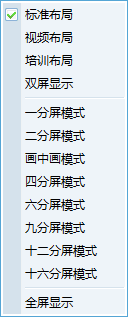 标准布局
视频布局
培训布局
双屏显示
一分屏模式
二分屏模式
画中画模式
四分屏模式
六分屏模式
九分屏模式
十二分屏模式
十六分屏模式
全屏显示